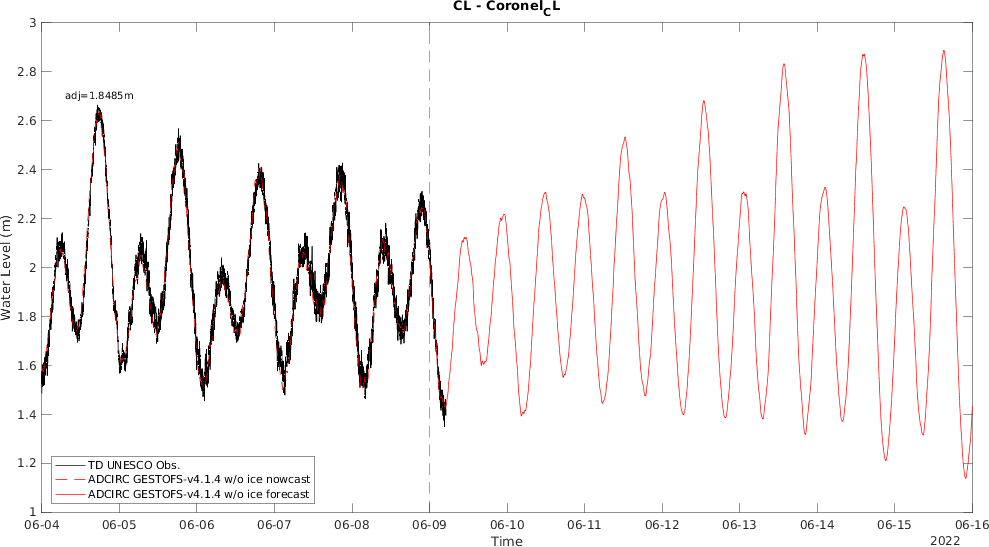 CL - Coronel_CL
3
2.8
2.6
2.4
2.2
2
1.8
1.6
1.4
1.2
1
Water Level (m)
adj=1.8485m
TD UNESCO Obs.
ADCIRC GESTOFS-v4.1.4 w/o ice nowcast
ADCIRC GESTOFS-v4.1.4 w/o ice forecast
06-04 06-05 06-06 06-07 06-08 06-09 06-10 06-11 06-12 06-13 06-14 06-15 06-16
Time
2022